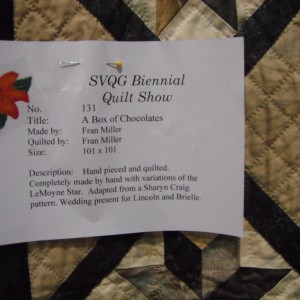 SVQG Biennial
Quilt Show
No. 131
Title: A Box of Chocolates
Made by: Fran Miller
Quilted by: Fran Miller
Size: 101 x 101
Description: Hand pieced and quilted.
Completely made by hand with variations of the
LeMoyne Star. Adapted from a Sharyn Craig
pattern. Wedding present for Lincoln and Brielle.